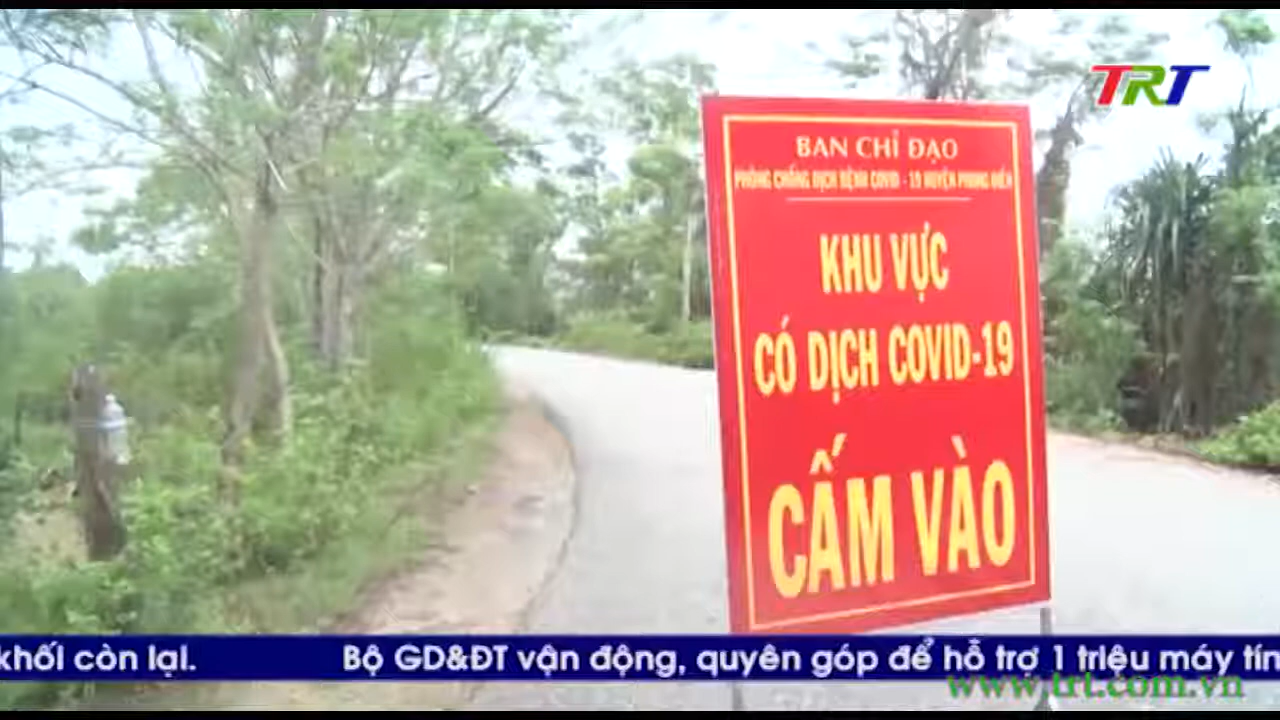 TRT
BAN CHỈ ĐẠO
PHÒNG CHỐNG DỊCH BỆNH COVID - 19 HUYỆN PHONG ĐIỀN
KHU VỰC
CÓ DỊCH COVID-19
CẤM VÀO
khối còn lại. Bộ GD&ĐT vận động, quyên góp để hỗ trợ 1 triệu máy tín
www.trt.com.vn